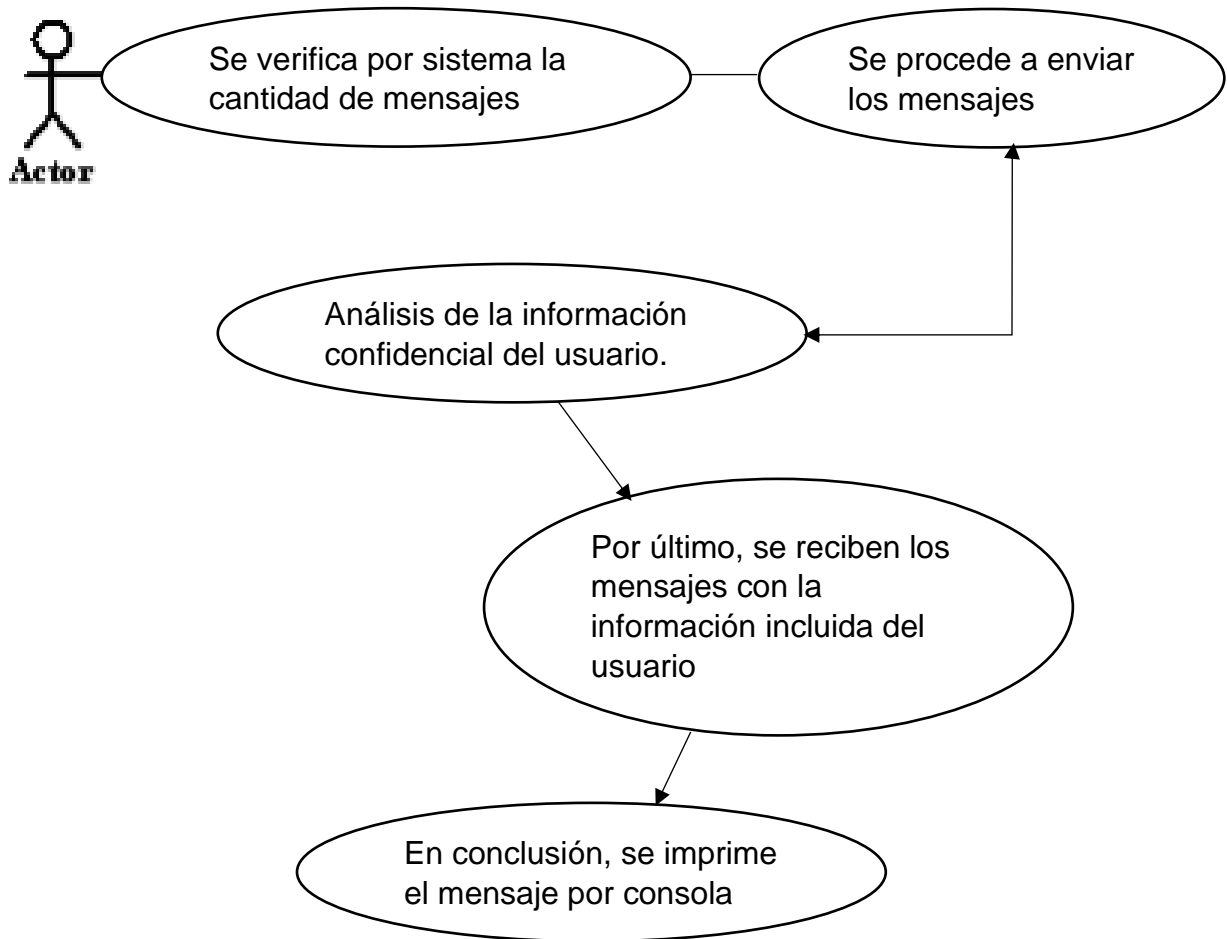 Se verifica por sistema la
cantidad de mensajes
Se procede a enviar
los mensajes
Actor
Análisis de la información
confidencial del usuario.
Por último, se reciben los
mensajes con la
información incluida del
usuario
En conclusión, se imprime
el mensaje por consola